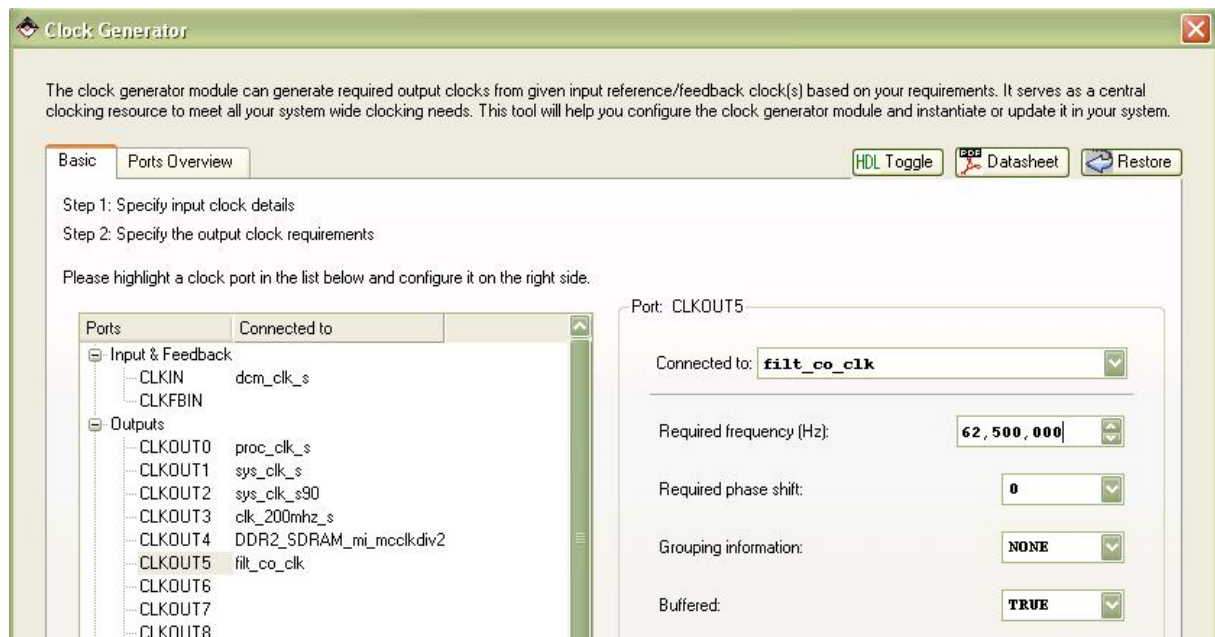 Clock Generator
The clock generator module can generate required output clocks from given input reference/feedback clock(s) based on your requirements. It serves as a central
clocking resource to meet all your system wide clocking needs. This tool will help you configure the clock generator module and instantiate or update it in your system.
Basic Ports Overview HDL Toggle PDF Datasheet Restore
Step 1: Specify input clock details
Step 2: Specify the output clock requirements
Please highlight a clock port in the list below and configure it on the right side.
Ports Connected to
Input & Feedback
CLKIN dcm_clk_s
CLKFBIN
Outputs
CLKOUT0 proc_clk_s
CLKOUT1 sys_clk_s
CLKOUT2 sys_clk_s90
CLKOUT3 clk_200mhz_s
CLKOUT4 DDR2_SDRAM_mi_mcclkdiv2
CLKOUT5 filt_co_clk
CLKOUT6
CLKOUT7
CLKOUT8
Port: CLKOUT5
Connected to: filt_co_clk
Required frequency (Hz): 62,500,000
Required phase shift: 0
Grouping information: NONE
Buffered: TRUE